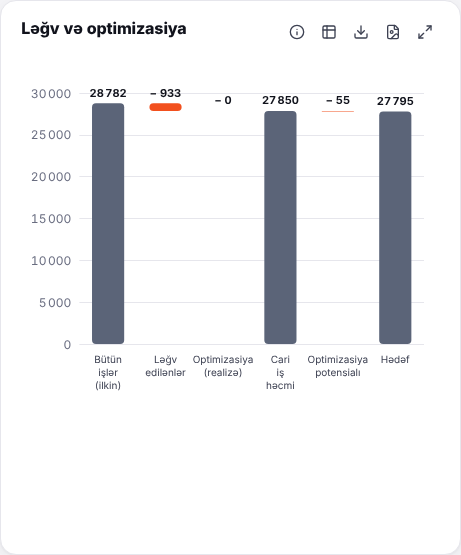 Ləğv və optimizasiya
30 000
25 000
20 000
15 000
10 000
5 000
0
28 782
– 933
– 0
27 850
– 55
27 795
Bütün
işlər
(ilkin)
Ləğv
edilənlər
Optimizasiya
(realizə)
Cari
iş
həcmi
Optimizasiya
potensialı
Hədəf